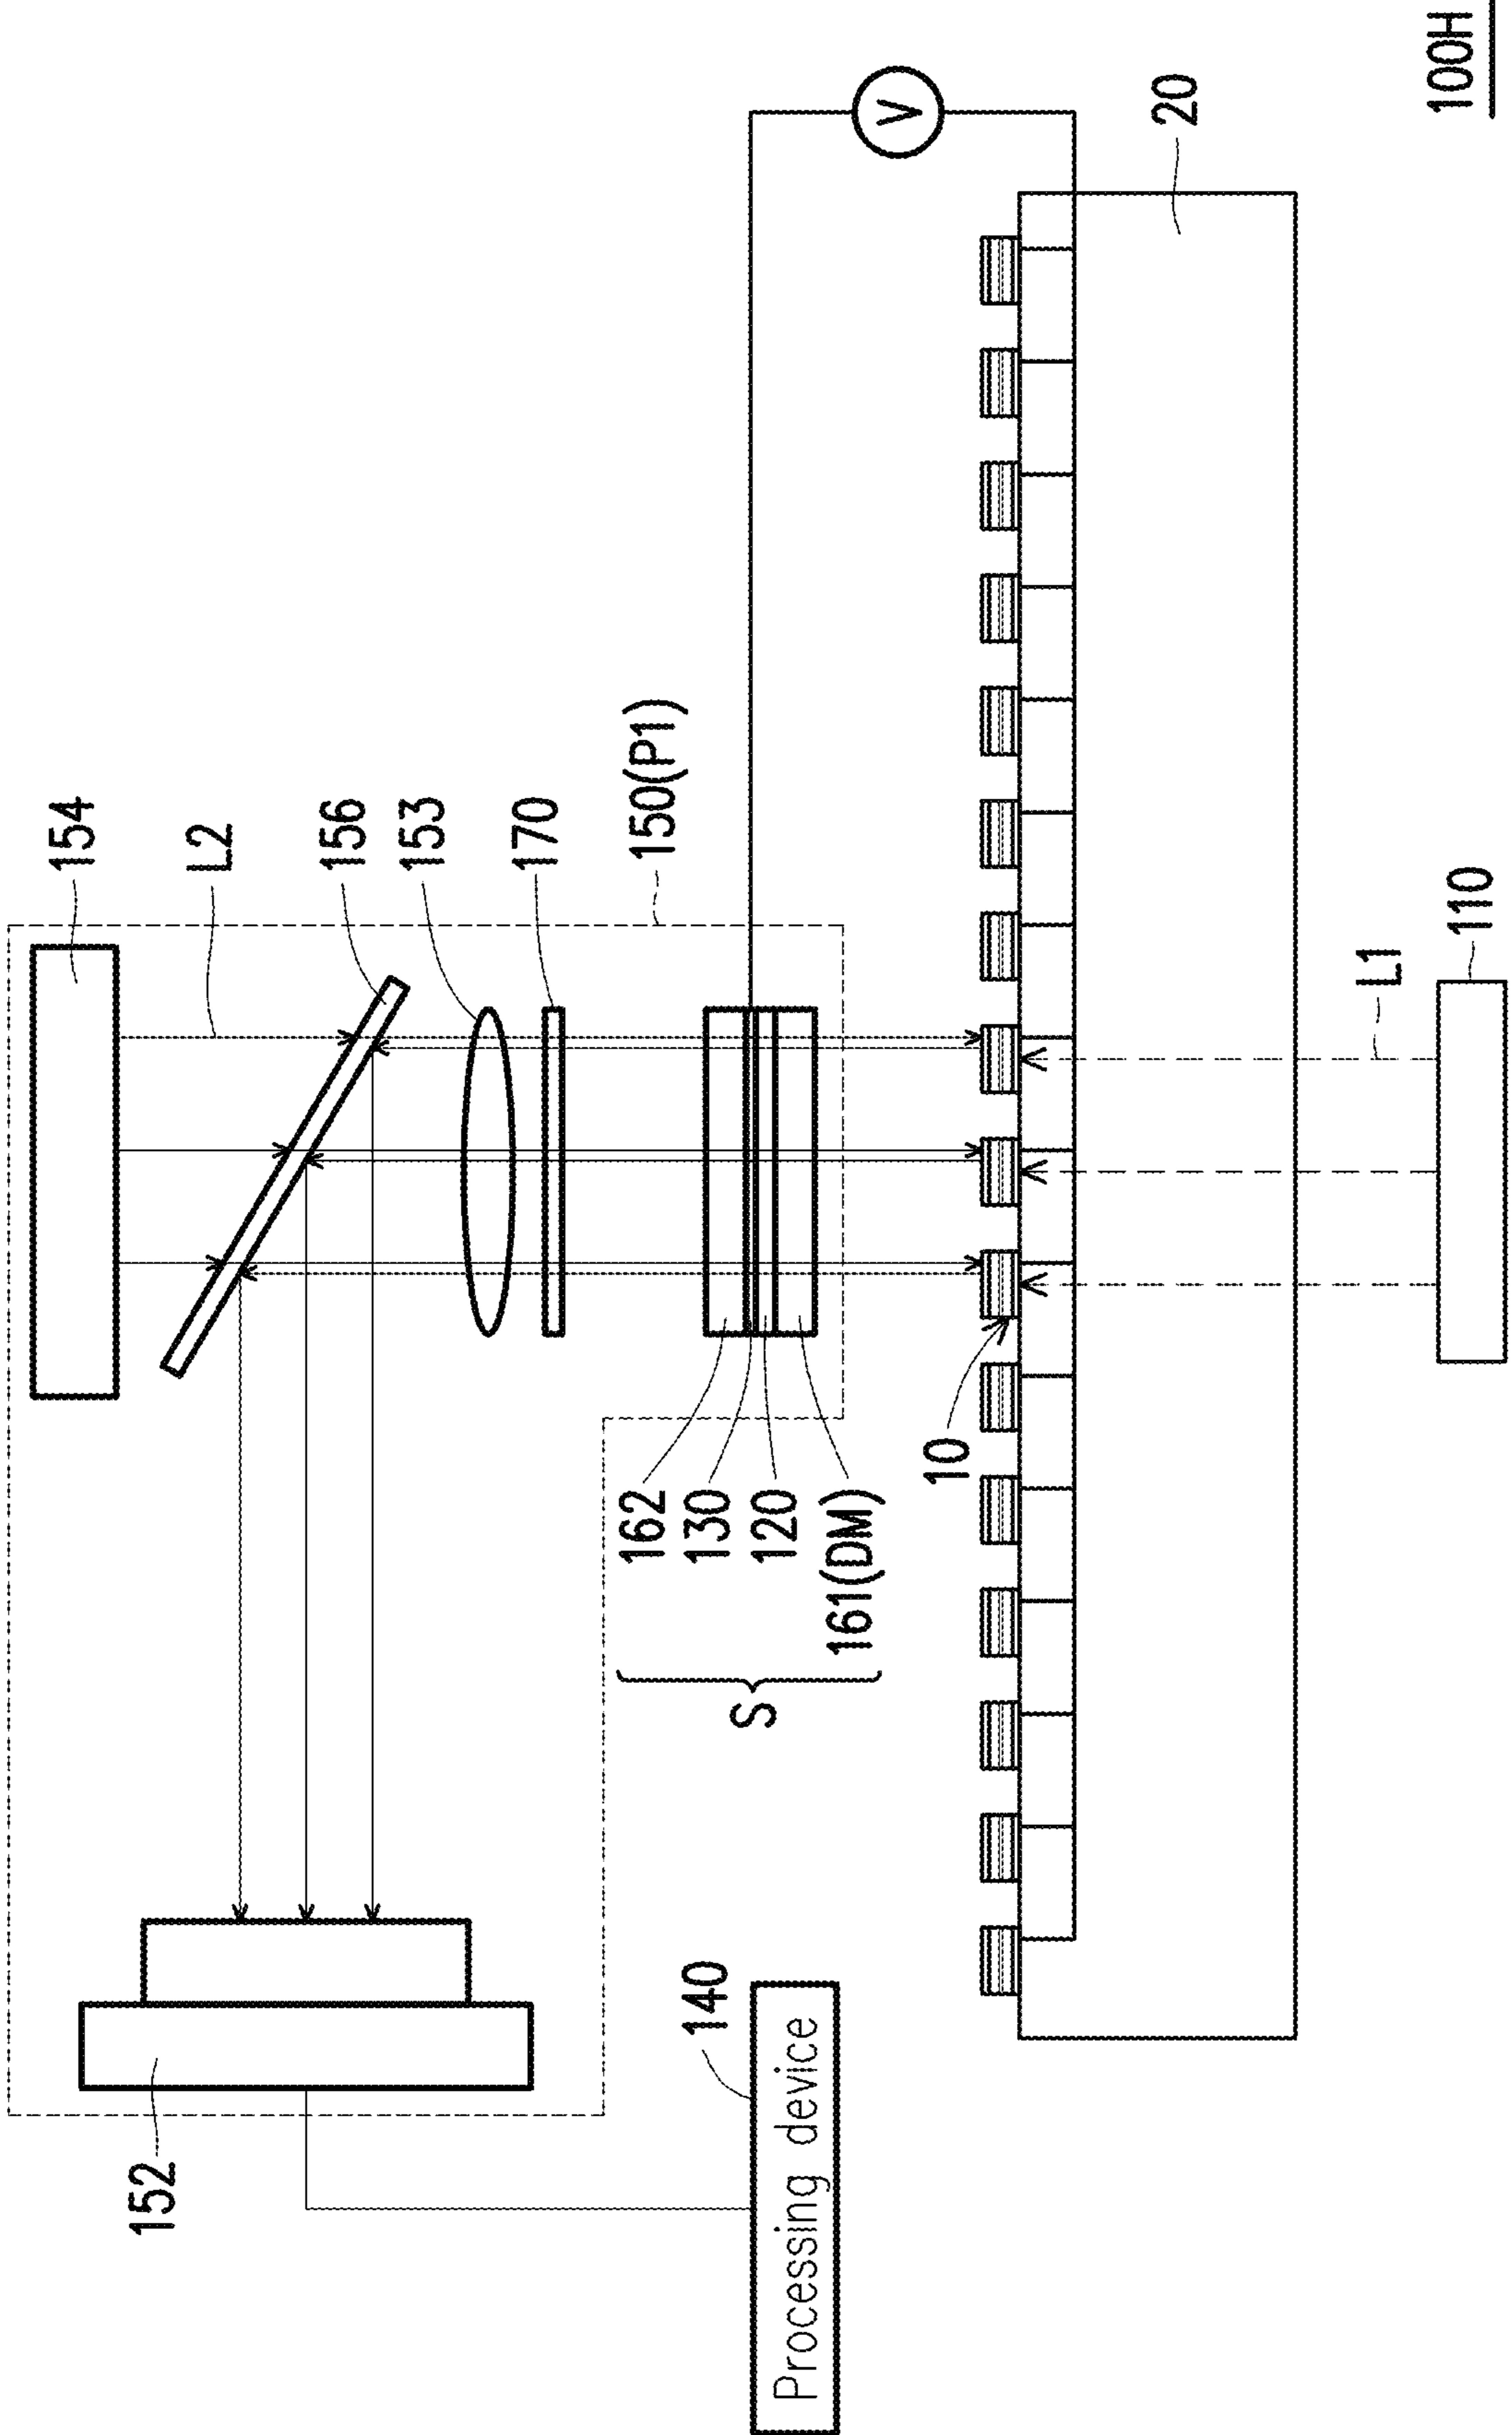 154
L2
156
153
170
150(P1)
V
20
152
162
130
120
161(DM)
S
140
Processing device
10
L1
110
100H